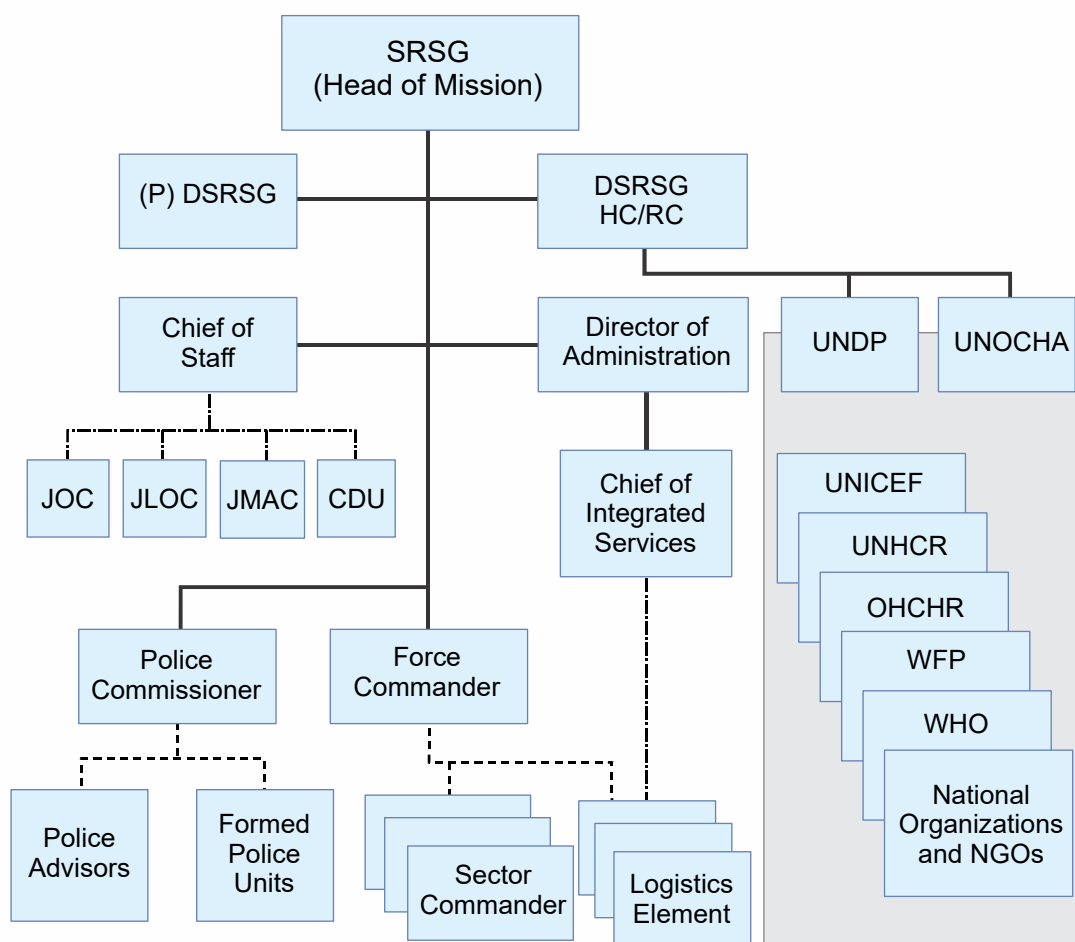 SRSG
(Head of Mission)
(P) DSRSG
DSRSG
HC/RC
Chief of
Staff
Director of
Administration
UNDP
UNOCHA
JOC
JLOC
JMAC
CDU
Chief of
Integrated
Services
UNICEF
UNHCR
OHCHR
WFP
WHO
National
Organizations
and NGOs
Police
Commissioner
Force
Commander
Police
Advisors
Formed
Police
Units
Sector
Commander
Logistics
Element